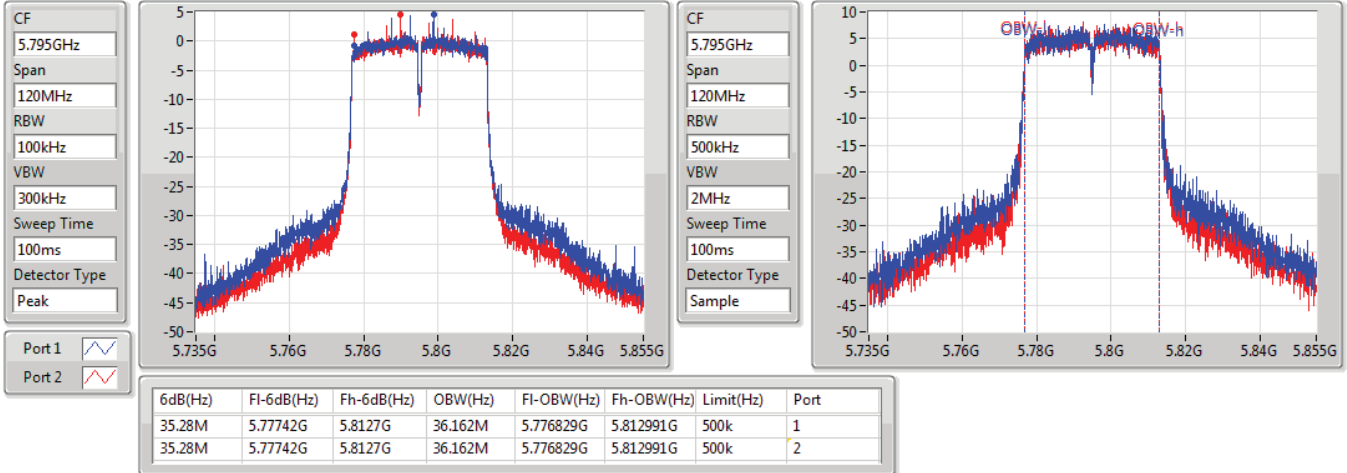 CF
5.795GHz
Span
120MHz
RBW
100kHz
VBW
300kHz
Sweep Time
100ms
Detector Type
Peak
Port 1
Port 2
5
0
-5
-10
-15
-20
-25
-30
-35
-40
-45
-50
5.735G 5.76G 5.78G 5.8G 5.82G 5.84G 5.855G
CF
5.795GHz
Span
120MHz
RBW
500kHz
VBW
2MHz
Sweep Time
100ms
Detector Type
Sample
10
5
0
-5
-10
-15
-20
-25
-30
-35
-40
-45
-50
OBW-h
5.735G 5.76G 5.78G 5.8G 5.82G 5.84G 5.855G
6dB(Hz) Fl-6dB(Hz) Fh-6dB(Hz) OBW(Hz) Fl-OBW(Hz) Fh-OBW(Hz) Limit(Hz) Port
35.28M 5.77742G 5.8127G 36.162M 5.776829G 5.812991G 500k 1
35.28M 5.77742G 5.8127G 36.162M 5.776829G 5.812991G 500k 2